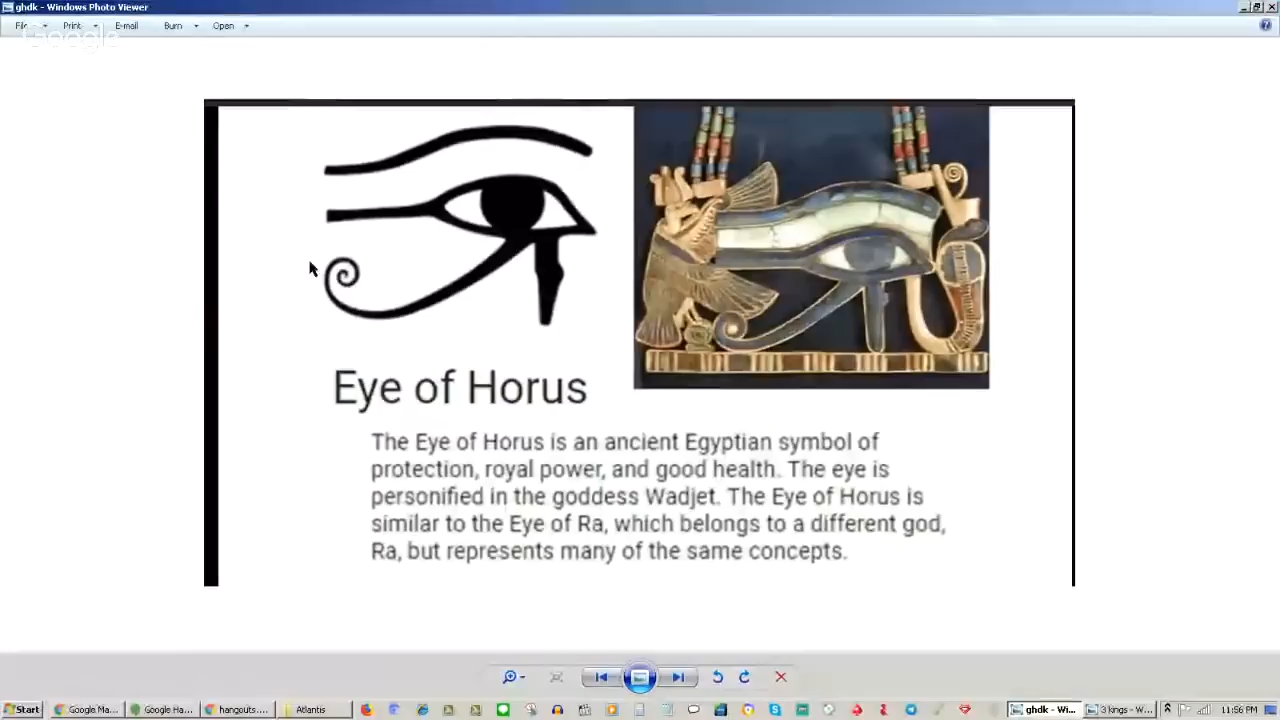 ghdk - Windows Photo Viewer
File Print E-mail Burn Open
Google
Eye of Horus
The Eye of Horus is an ancient Egyptian symbol of
protection, royal power, and good health. The eye is
personified in the goddess Wadjet. The Eye of Horus is
similar to the Eye of Ra, which belongs to a different god,
Ra, but represents many of the same concepts.
Start Google Ma... Google Ha... hangouts.... Atlantis ghdk - Wi... 3 kngs - W... 11:56 PM